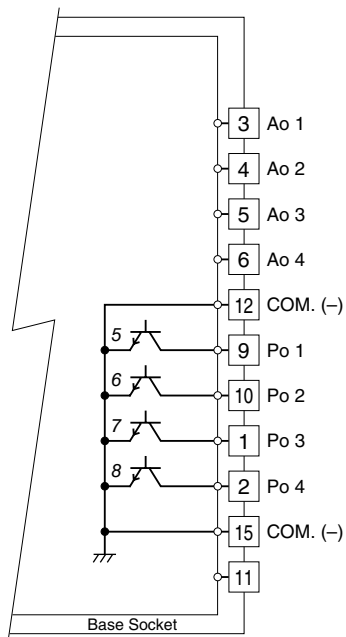 3 Ao 1
4 Ao 2
5 Ao 3
6 Ao 4
12 COM. (–)
5
9 Po 1
6
10 Po 2
7
1 Po 3
8
2 Po 4
15 COM. (–)
11
Base Socket